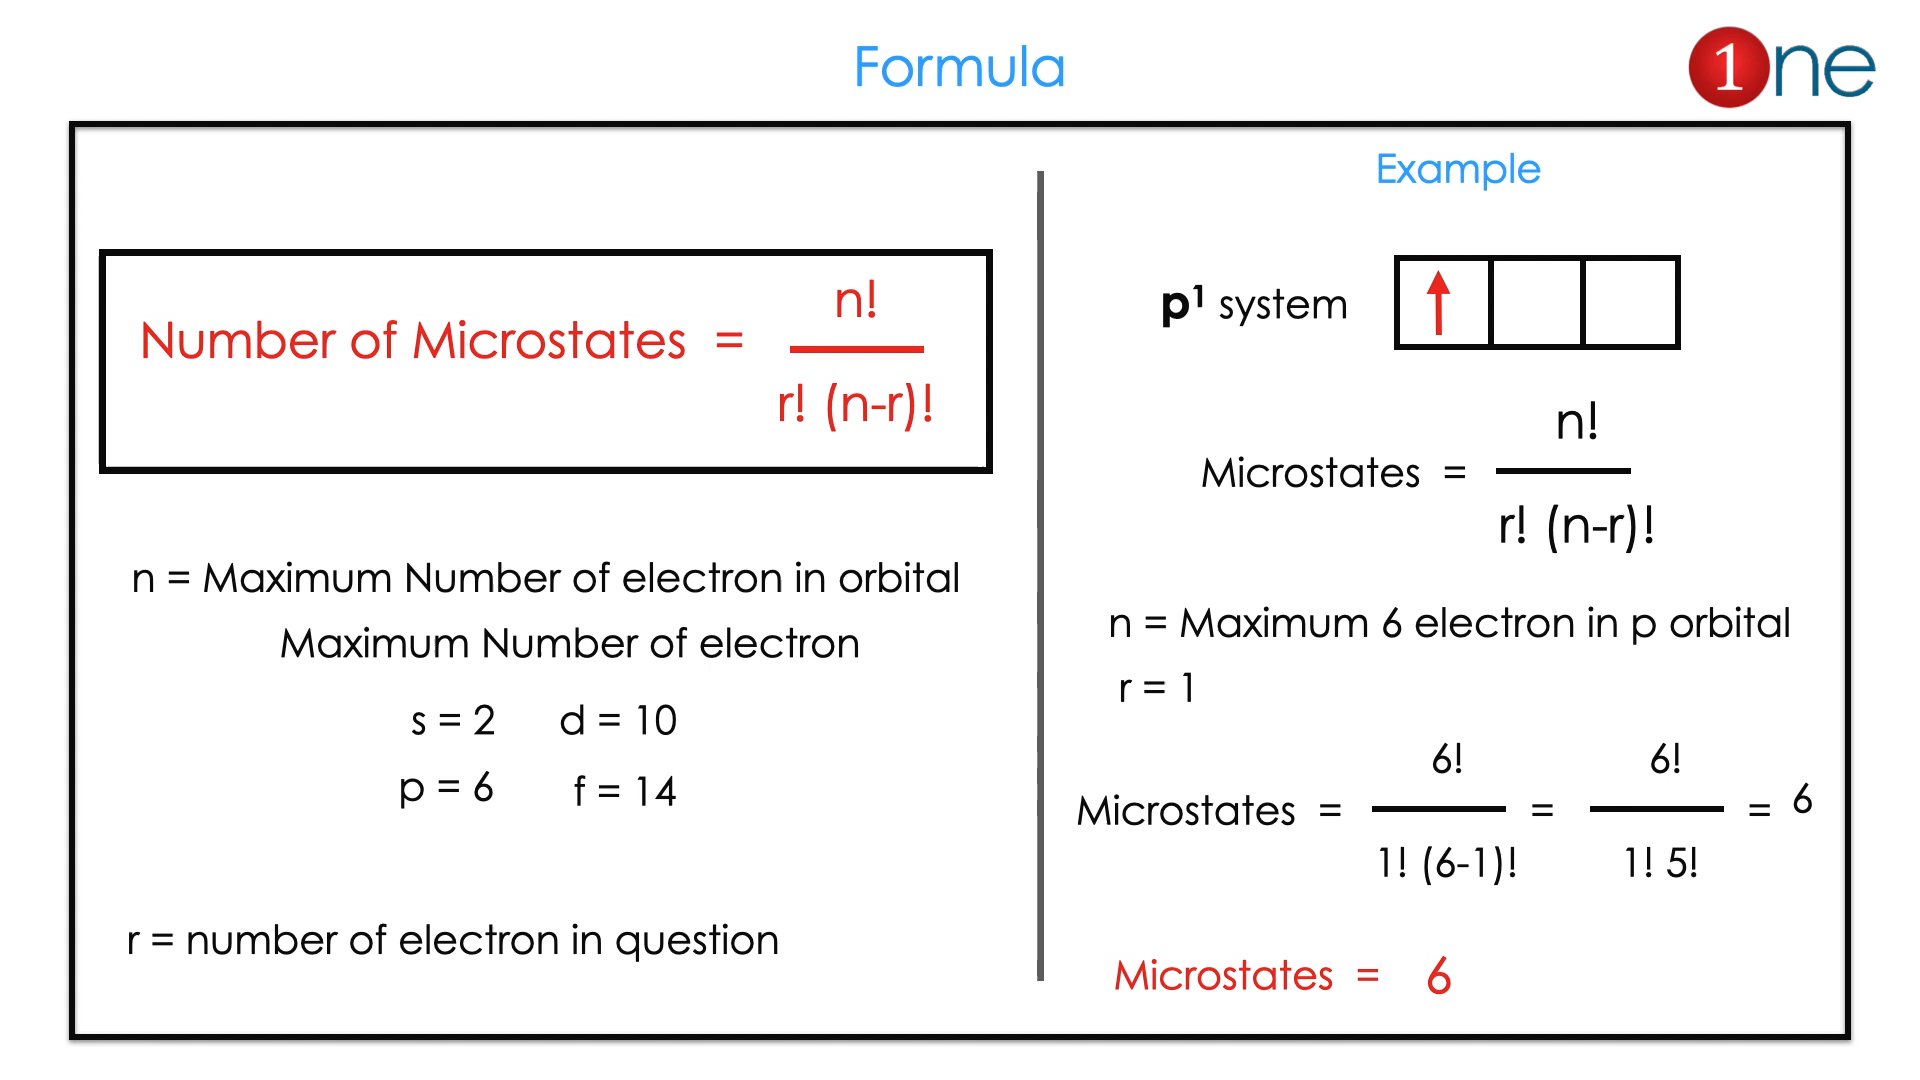 Formula
1ne
Number of Microstates = n!
r! (n-r)!
n = Maximum Number of electron in orbital
Maximum Number of electron
s = 2 d = 10
p = 6 f = 14
r = number of electron in question
Example
p¹ system
Microstates = n!
r! (n-r)!
n = Maximum 6 electron in p orbital
r = 1
6! 6!
Microstates = = = 6
1! (6-1)! 1! 5!
Microstates = 6